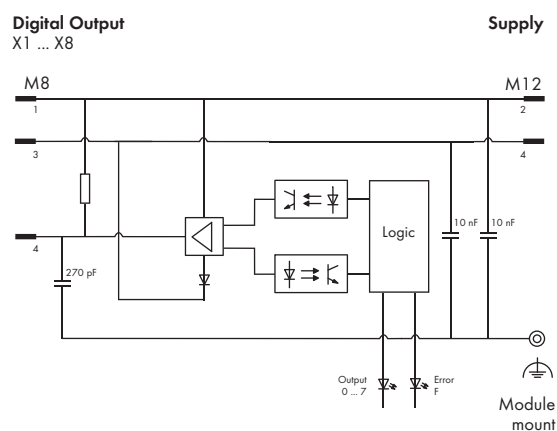 Digital Output
X1 ... X8
Supply
M8
M12
1
2
3
4
4
Logic
10 nF
10 nF
270 pF
Output
0 ... 7
Error
F
Module
mount